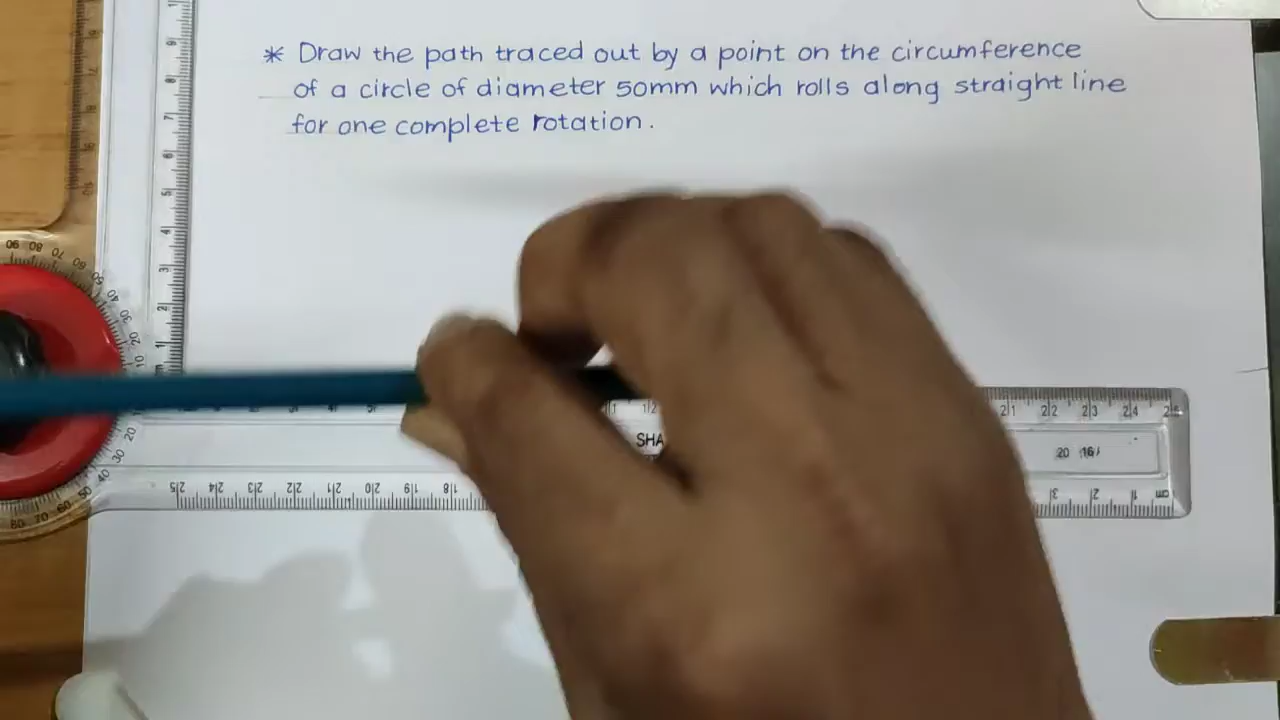 * Draw the path traced out by a point on the circumference
of a circle of diameter 50mm which rolls along straight line
for one complete rotation.
SHA